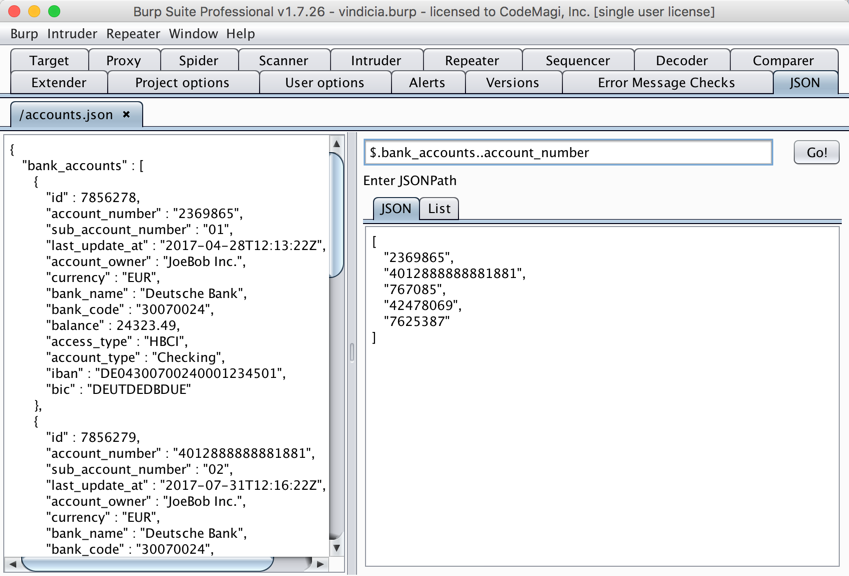 Burp Suite Professional v1.7.26 - vindicia.burp - licensed to CodeMagi, Inc. [single user license]
Burp Intruder Repeater Window Help
Target Proxy Spider Scanner Intruder Repeater Sequencer Decoder Comparer
Extender Project options User options Alerts Versions Error Message Checks JSON
/accounts.json ×
{
"bank_accounts" : [
{
"id" : 7856278,
"account_number" : "2369865",
"sub_account_number" : "01",
"last_update_at" : "2017-04-28T12:13:22Z",
"account_owner" : "JoeBob Inc.",
"currency" : "EUR",
"bank_name" : "Deutsche Bank",
"bank_code" : "30070024",
"balance" : 24323.49,
"access_type" : "HBCI",
"account_type" : "Checking",
"iban" : "DE04300700240001234501",
"bic" : "DEUTDEDBDUE"
},
{
"id" : 7856279,
"account_number" : "4012888888881881",
"sub_account_number" : "02",
"last_update_at" : "2017-07-31T12:16:22Z",
"account_owner" : "JoeBob Inc.",
"currency" : "EUR",
"bank_name" : "Deutsche Bank",
"bank_code" : "30070024",
$.bank_accounts..account_number
Go!
Enter JSONPath
JSON List
[
"2369865",
"4012888888881881",
"767085",
"42478069",
"7625387"
]